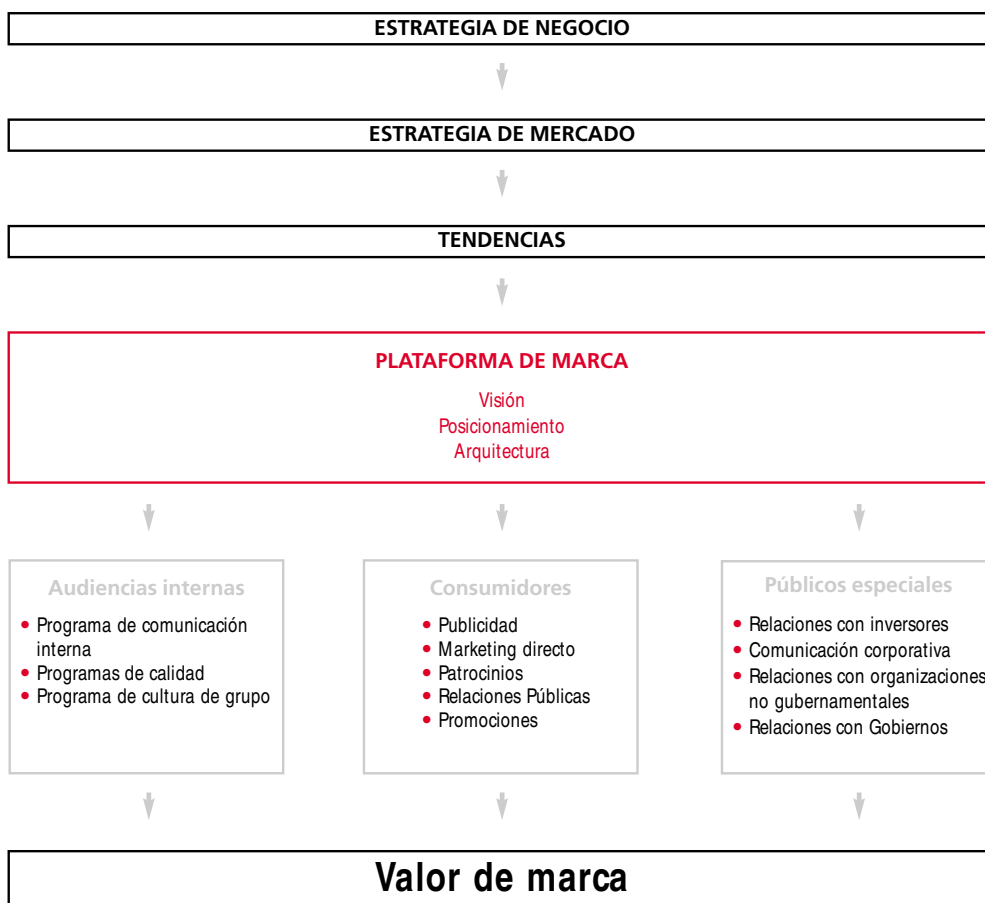 ESTRATEGIA DE NEGOCIO
ESTRATEGIA DE MERCADO
TENDENCIAS
PLATAFORMA DE MARCA
Visión
Posicionamiento
Arquitectura
Audiencias internas
• Programa de comunicación
interna
• Programas de calidad
• Programa de cultura de grupo
Consumidores
• Publicidad
• Marketing directo
• Patrocinios
• Relaciones Públicas
• Promociones
Públicos especiales
• Relaciones con inversores
• Comunicación corporativa
• Relaciones con organizaciones
no gubernamentales
• Relaciones con Gobiernos
Valor de marca